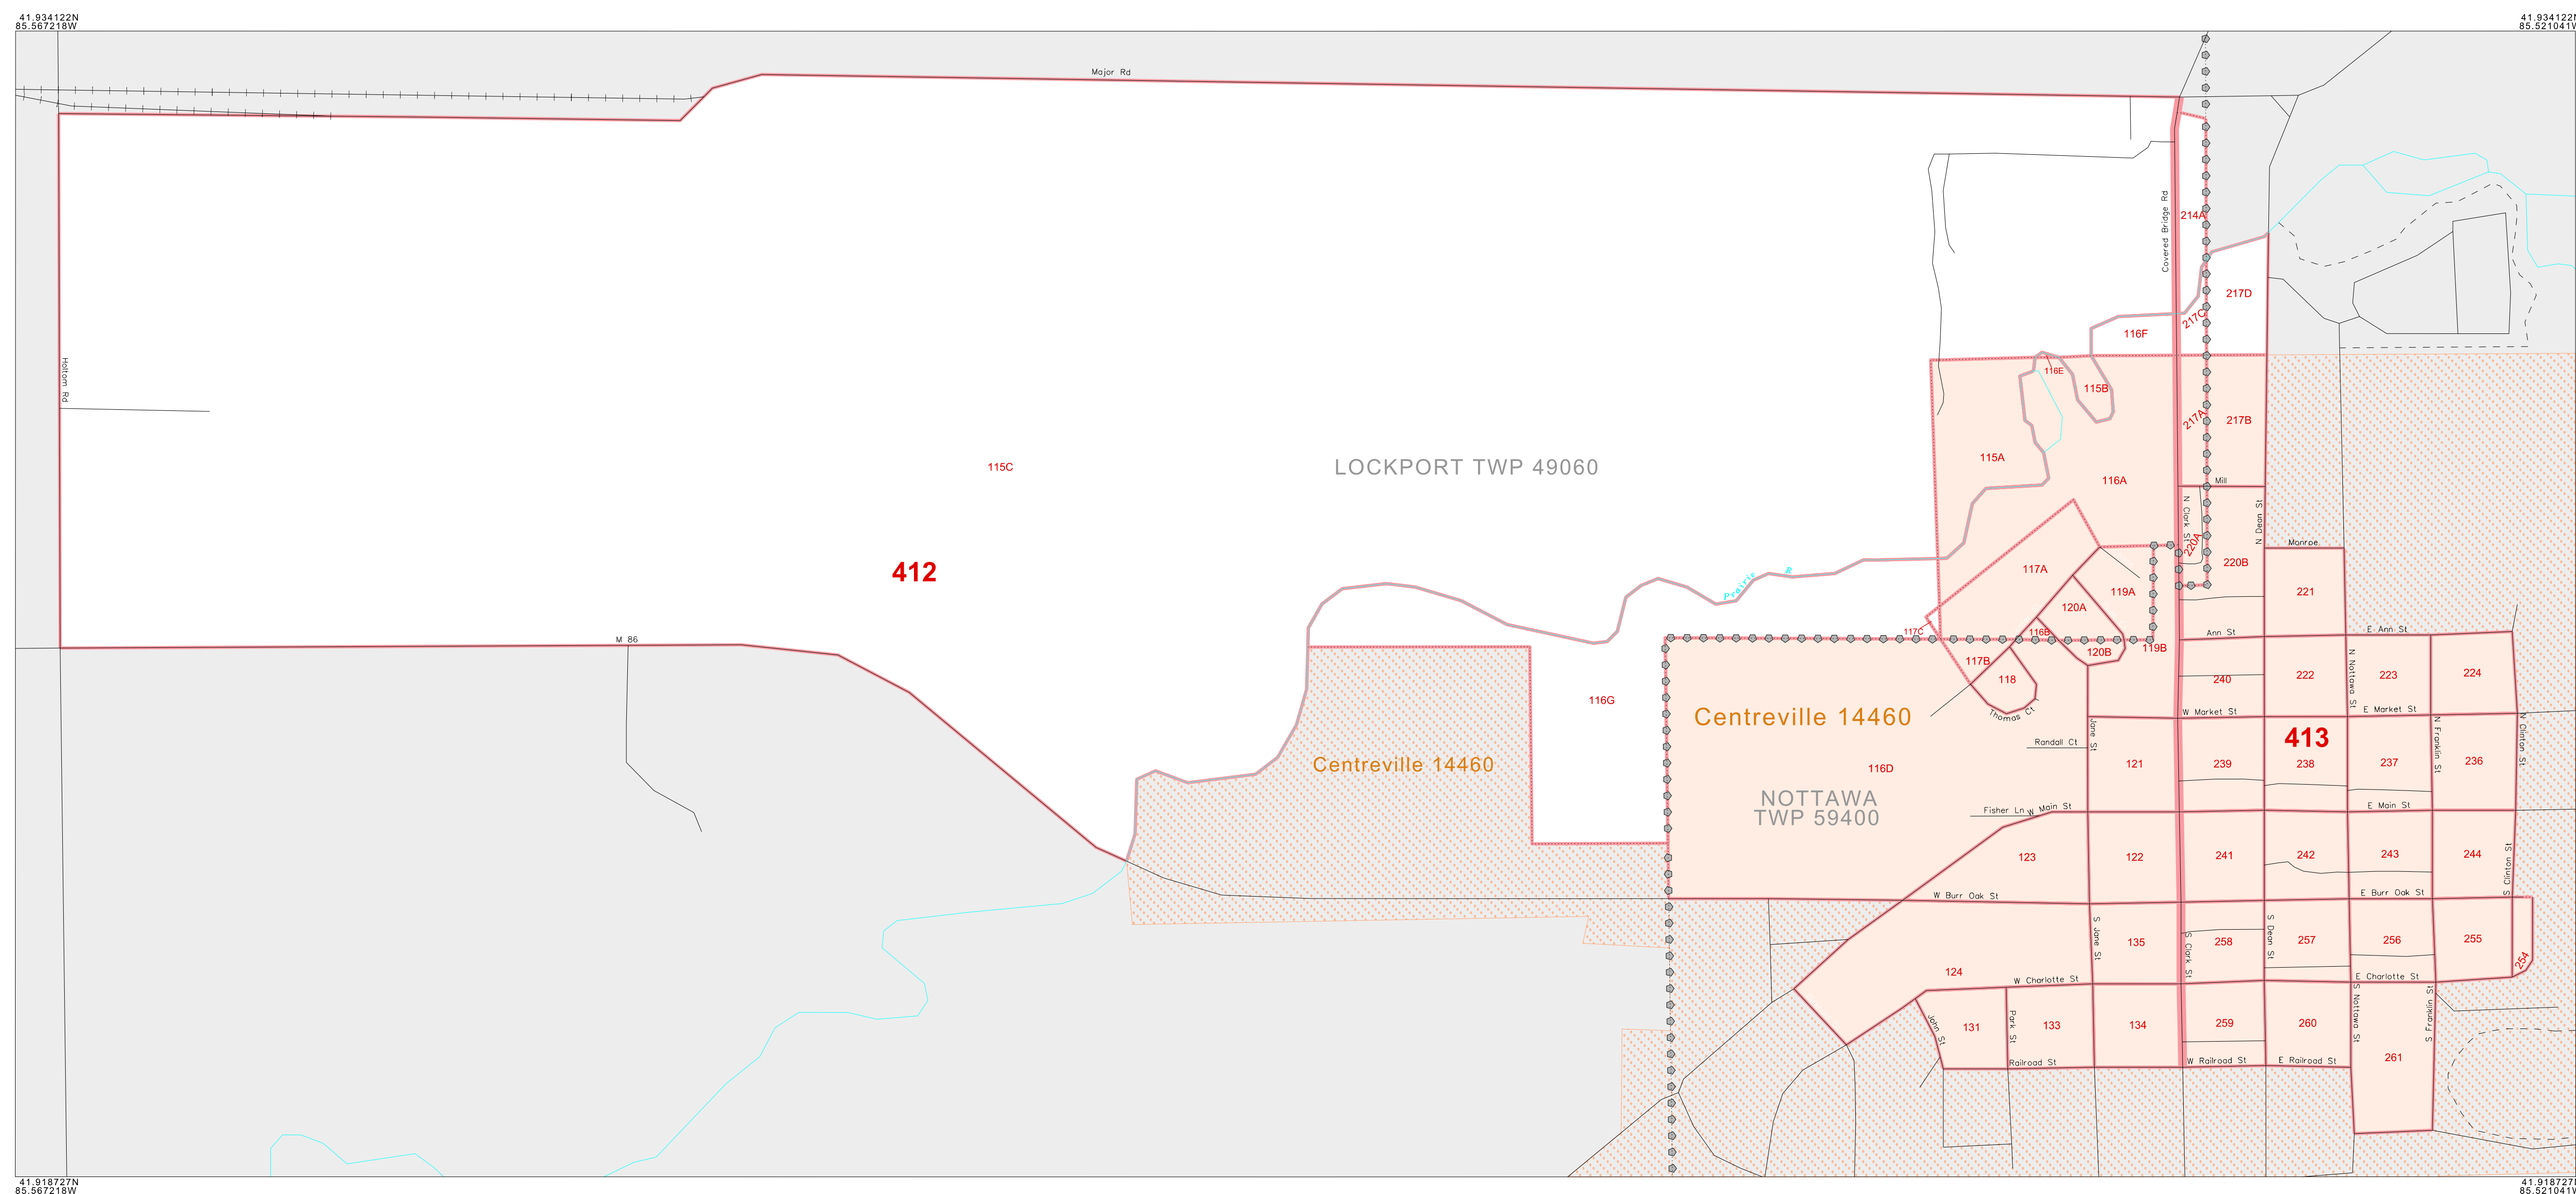 41.934122N
85.567218W
41.934122N
85.521041W
Major Rd
Covered Bridge Rd
214A
217D
217C
116F
Holtom Rd
116E
115B
217A
217B
115C
LOCKPORT TWP 49060
115A
116A
Mill
N Clark St
N Dean St
412
Prairie R
117A
220A
220B
Monroe
119A
221
120A
117C
116B
Ann St
E Ann St
M 86
119B
120B
117B
118
240
222
N Nottawa St
223
224
116G
Centreville 14460
Thomas Ct
W Market St
E Market St
Jane St
N Franklin St
N Clinton St
Randall Ct
413
Centreville 14460
116D
121
239
238
237
236
NOTTAWA
TWP 59400
Fisher Ln
W Main St
E Main St
123
122
241
242
243
244
S Clinton St
W Burr Oak St
E Burr Oak St
S Jane St
135
S Clark St
258
S Dean St
257
256
255
254
124
W Charlotte St
E Charlotte St
John St
131
Park St
133
134
259
260
S Nottawa St
S Franklin St
Railroad St
W Railroad St
E Railroad St
261
41.918727N
85.567218W
41.918727N
85.521041W